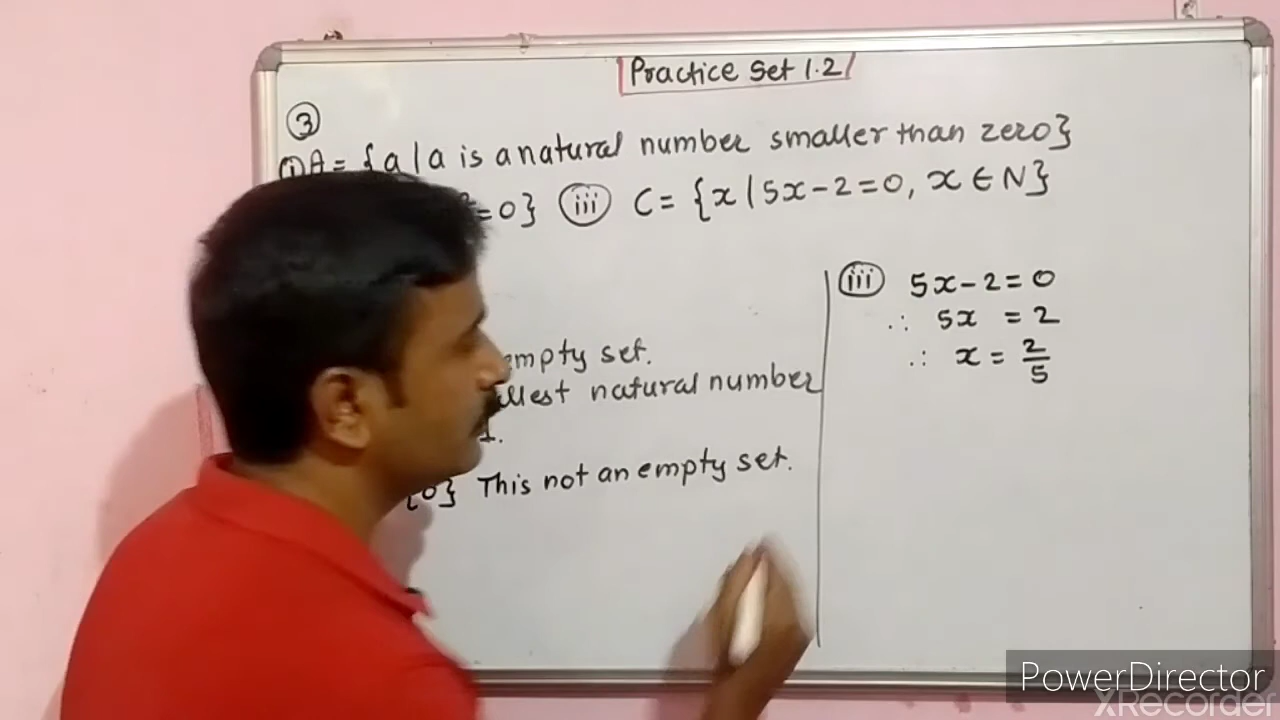 Practice Set 1.2
3
i A = {a | a is a natural number smaller than zero}
=0} iii C = {x | 5x - 2 = 0, x ∈ N}
empty set.
natural number
1.
{0} This not an empty set.
iii 5x - 2 = 0
∴ 5x = 2
∴ x = 2/5
PowerDirector
XRecorder